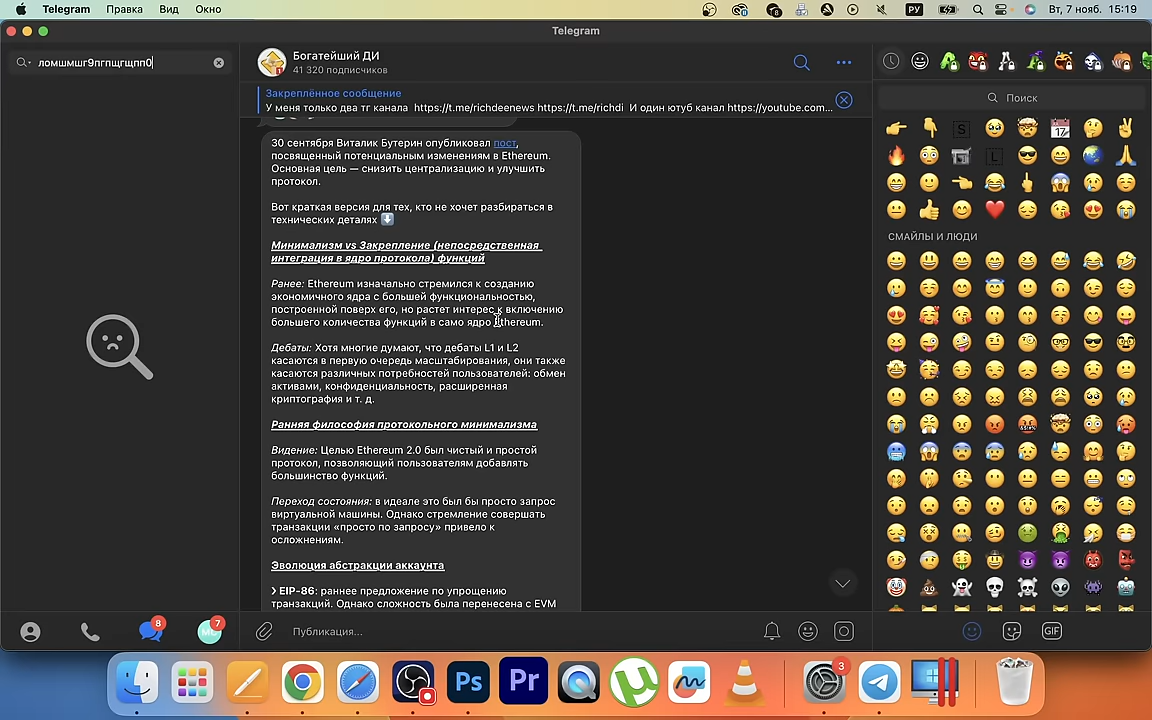 Telegram Правка Вид Окно
РУ
Вт, 7 нояб. 15:19
Telegram
ломшмшг9пгпщгщпп0
Богатейший ДИ
41 320 подписчиков
Закреплённое сообщение
У меня только два тг канала https://t.me/richdeenews https://t.me/richdi И один ютуб канал https://youtube.com...
30 сентября Виталик Бутерин опубликовал пост,
посвященный потенциальным изменениям в Ethereum.
Основная цель — снизить централизацию и улучшить
протокол.
Вот краткая версия для тех, кто не хочет разбираться в
технических деталях
Минимализм vs Закрепление (непосредственная
интеграция в ядро протокола) функций
Ранее: Ethereum изначально стремился к созданию
экономичного ядра с большей функциональностью,
построенной поверх его, но растет интерес к включению
большего количества функций в само ядро Ethereum.
Дебаты: Хотя многие думают, что дебаты L1 и L2
касаются в первую очередь масштабирования, они также
касаются различных потребностей пользователей: обмен
активами, конфиденциальность, расширенная
криптография и т. д.
Ранняя философия протокольного минимализма
Видение: Целью Ethereum 2.0 был чистый и простой
протокол, позволяющий пользователям добавлять
большинство функций.
Переход состояния: в идеале это был бы просто запрос
виртуальной машины. Однако стремление совершать
транзакции «просто по запросу» привело к
осложнениям.
Эволюция абстракции аккаунта
› EIP-86: раннее предложение по упрощению
транзакций. Однако сложность была перенесена с EVM
Публикация...
8
7
Поиск
17
S
L
СМАЙЛЫ И ЛЮДИ
GIF
Ps
Pr
3